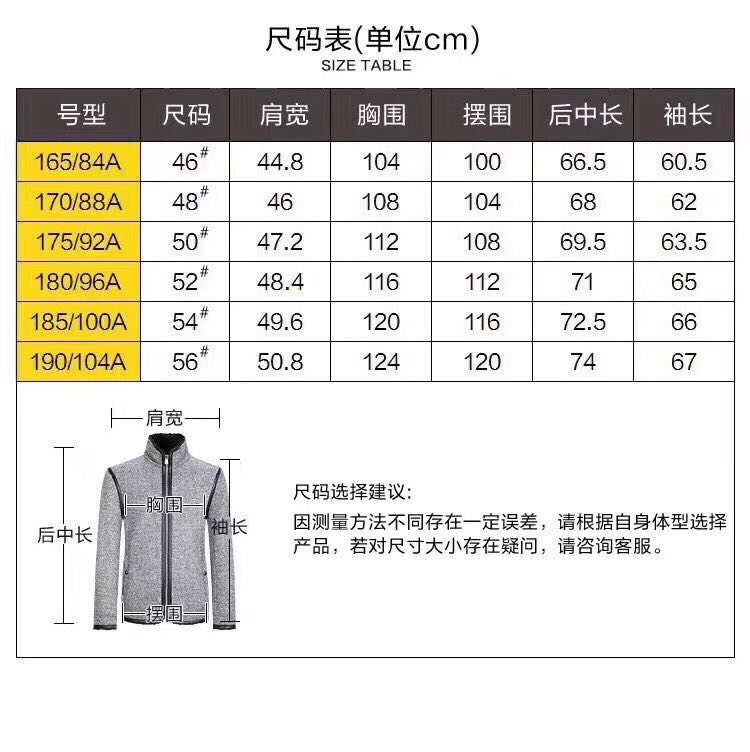 尺码表(单位cm)
SIZE TABLE
号型 尺码 肩宽 胸围 摆围 后中长 袖长
165/84A 46# 44.8 104 100 66.5 60.5
170/88A 48# 46 108 104 68 62
175/92A 50# 47.2 112 108 69.5 63.5
180/96A 52# 48.4 116 112 71 65
185/100A 54# 49.6 120 116 72.5 66
190/104A 56# 50.8 124 120 74 67
肩宽
胸围
后中长
袖长
摆围
尺码选择建议:
因测量方法不同存在一定误差，请根据自身体型选择
产品，若对尺寸大小存在疑问，请咨询客服。